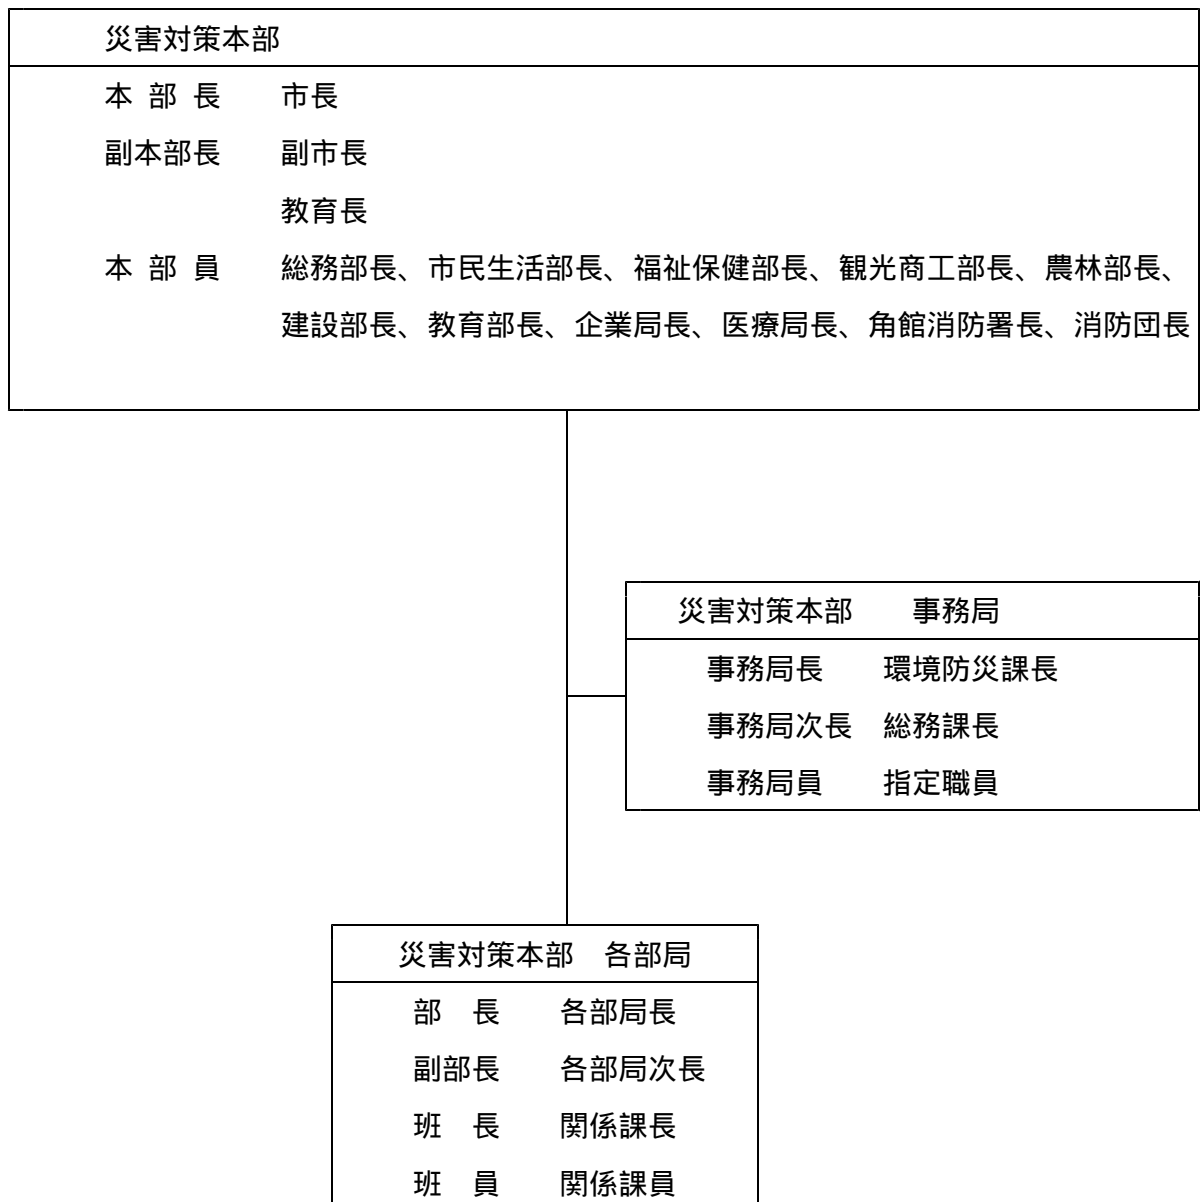 災害対策本部
本 部 長　　市長
副本部長　　副市長
教育長
本 部 員　　総務部長、市民生活部長、福祉保健部長、観光商工部長、農林部長、
建設部長、教育部長、企業局長、医療局長、角館消防署長、消防団長
災害対策本部　　事務局
事務局長　　環境防災課長
事務局次長　総務課長
事務局員　　指定職員
災害対策本部　各部局
部　長　　各部局長
副部長　　各部局次長
班　長　　関係課長
班　員　　関係課員